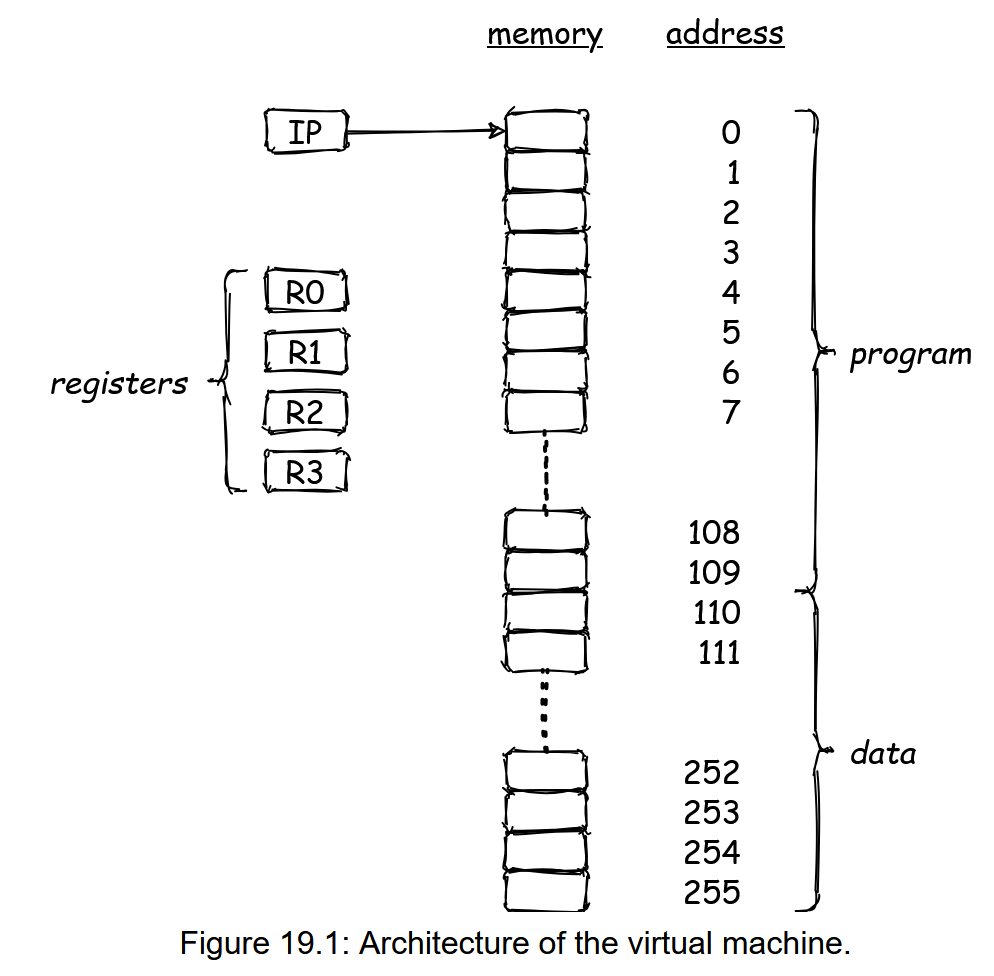 memory address
IP 0
1
2
3
R0 4
R1 5
registers 6 program
R2 7
R3
108
109
110
111
252 data
253
254
255
Figure 19.1: Architecture of the virtual machine.